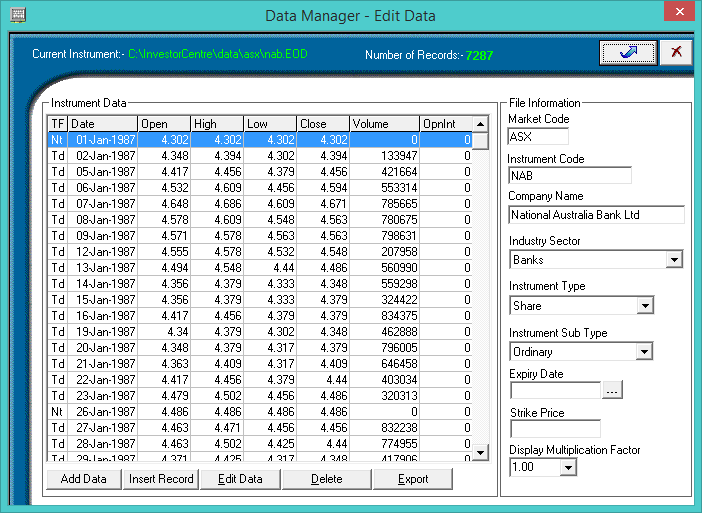 Data Manager - Edit Data
Current Instrument:- C:\InvestorCentre\data\asx\nab.EOD Number of Records:- 7287
Instrument Data
TF Date Open High Low Close Volume OpnInt
Nt 01-Jan-1987 4.302 4.302 4.302 4.302 0 0
Td 02-Jan-1987 4.348 4.394 4.302 4.394 133947 0
Td 05-Jan-1987 4.417 4.456 4.379 4.456 421664 0
Td 06-Jan-1987 4.532 4.609 4.456 4.594 553314 0
Td 07-Jan-1987 4.648 4.686 4.609 4.671 785665 0
Td 08-Jan-1987 4.578 4.609 4.548 4.563 780675 0
Td 09-Jan-1987 4.571 4.578 4.563 4.563 798631 0
Td 12-Jan-1987 4.555 4.578 4.532 4.548 207958 0
Td 13-Jan-1987 4.494 4.548 4.44 4.486 560990 0
Td 14-Jan-1987 4.356 4.379 4.333 4.348 559298 0
Td 15-Jan-1987 4.356 4.379 4.333 4.379 324422 0
Td 16-Jan-1987 4.417 4.456 4.379 4.379 834375 0
Td 19-Jan-1987 4.34 4.379 4.302 4.348 462888 0
Td 20-Jan-1987 4.348 4.379 4.317 4.379 796005 0
Td 21-Jan-1987 4.363 4.409 4.317 4.409 646458 0
Td 22-Jan-1987 4.417 4.456 4.379 4.44 403034 0
Td 23-Jan-1987 4.479 4.502 4.456 4.486 320313 0
Nt 26-Jan-1987 4.486 4.486 4.486 4.486 0 0
Td 27-Jan-1987 4.463 4.471 4.456 4.456 832238 0
Td 28-Jan-1987 4.463 4.502 4.425 4.44 774955 0
Td 29-Jan-1987 4.371 4.425 4.317 4.348 417906 0
Add Data Insert Record Edit Data Delete Export
File Information
Market Code
ASX
Instrument Code
NAB
Company Name
National Australia Bank Ltd
Industry Sector
Banks
Instrument Type
Share
Instrument Sub Type
Ordinary
Expiry Date
...
Strike Price
Display Multiplication Factor
1.00